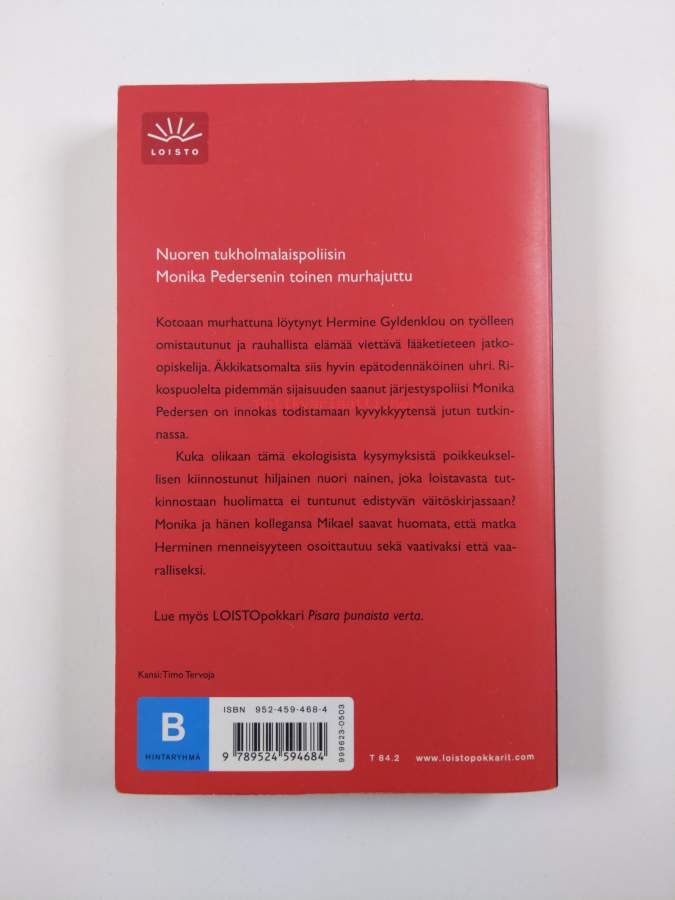 LOISTO
Nuoren tukholmalaispoliisin
Monika Pedersenin toinen murhajuttu
Kotoaan murhattuna löytynyt Hermine Gyldenklou on työlleen
omistautunut ja rauhallista elämää viettävä lääketieteen jatko-
opiskelija. Äkkikatsomalta siis hyvin epätodennäköinen uhri. Ri-
kospuolelta pidemmän sijaisuuden saanut järjestyspoliisi Monika
Pedersen on innokas todistamaan kyvykkyytensä jutun tutkin-
nassa.
Kuka olikaan tämä ekologisista kysymyksistä poikkeuksel-
lisen kiinnostunut hiljainen nuori nainen, joka loistavasta tut-
kinnostaan huolimatta ei tuntunut edistyvän väitöskirjassaan?
Monika ja hänen kollegansa Mikael saavat huomata, että matka
Herminen menneisyyteen osoittautuu sekä vaativaksi että vaa-
ralliseksi.
Lue myös LOISTOpokkari Pisara punaista verta.
Kansi: Timo Tervoja
B
HINTARYHMÄ
ISBN 952-459-468-4
9 789524 594684
999623-0503
T 84.2 www.loistopokkarit.com